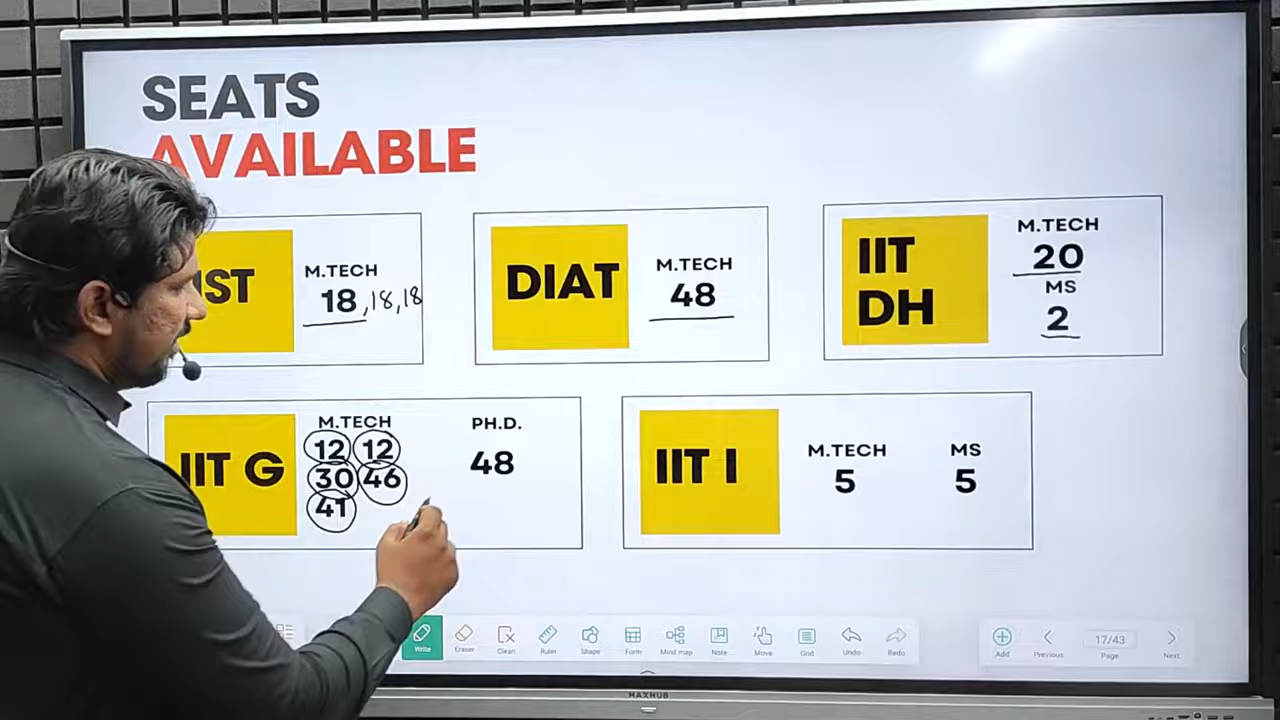 SEATS
AVAILABLE
IST
M.TECH
18,18,18
DIAT
M.TECH
48
IIT
DH
M.TECH
20
MS
2
IIT G
M.TECH
12 12
30 46
41
PH.D.
48
IIT I
M.TECH
5
MS
5
Write Eraser Clean Ruler Shape Form Mind map Note Move Grid Undo Redo
Add Previous 17/43 Page Next
MAXHUB